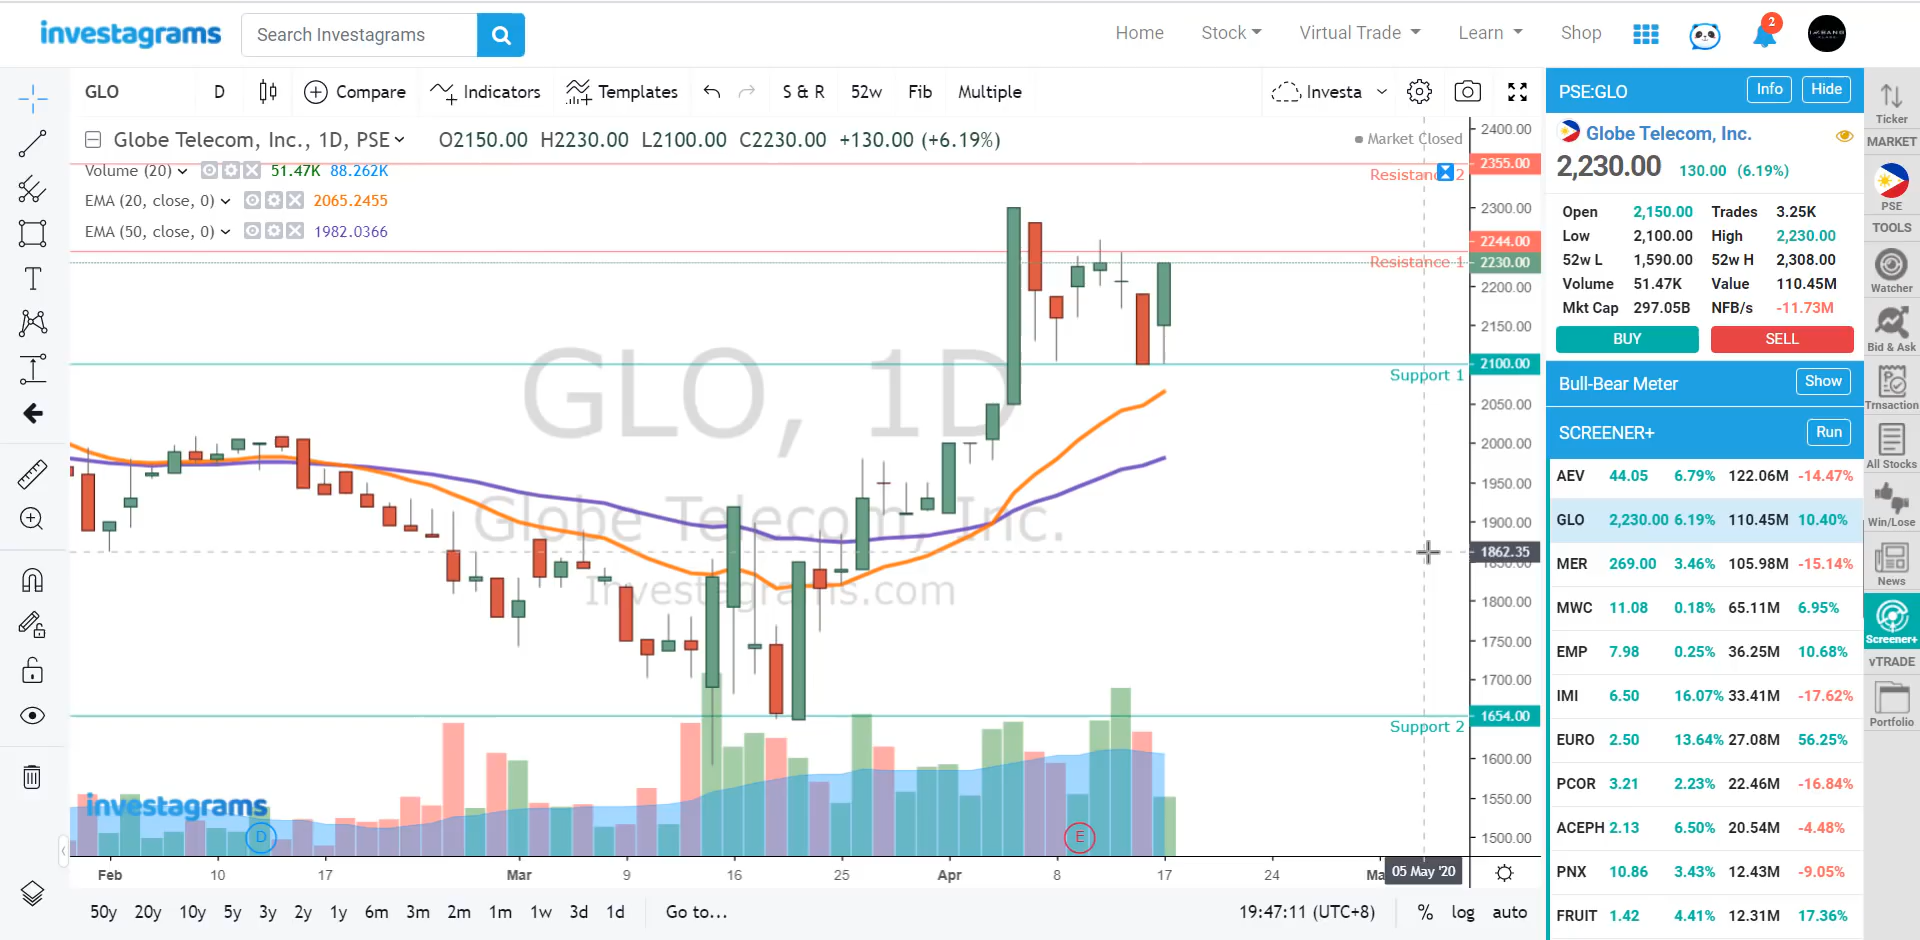 investagrams
Search Investagrams
Home
Stock
Virtual Trade
Learn
Shop
2
GLO
D
Compare
Indicators
Templates
S & R
52w
Fib
Multiple
Investa
Globe Telecom, Inc., 1D, PSE
O2150.00 H2230.00 L2100.00 C2230.00 +130.00 (+6.19%)
Market Closed
Volume (20) 51.47K 88.262K
EMA (20, close, 0) 2065.2455
EMA (50, close, 0) 1982.0366
Resistance 2
Resistance 1
Support 1
Support 2
GLO, 1D
Globe Telecom, Inc.
Investagrams.com
investagrams
D
E
2400.00
2355.00
2300.00
2244.00
2230.00
2200.00
2150.00
2100.00
2050.00
2000.00
1950.00
1900.00
1862.35
1850.00
1800.00
1750.00
1700.00
1654.00
1600.00
1550.00
1500.00
Feb 10 17 Mar 9 16 25 Apr 8 17 24 Ma 05 May '20
50y 20y 10y 5y 3y 2y 1y 6m 3m 2m 1m 1w 3d 1d Go to...
19:47:11 (UTC+8) % log auto
PSE:GLO Info Hide
Globe Telecom, Inc.
2,230.00 130.00 (6.19%)
Open 2,150.00 Trades 3.25K
Low 2,100.00 High 2,230.00
52w L 1,590.00 52w H 2,308.00
Volume 51.47K Value 110.45M
Mkt Cap 297.05B NFB/s -11.73M
BUY SELL
Bull-Bear Meter Show
SCREENER+ Run
AEV 44.05 6.79% 122.06M -14.47%
GLO 2,230.00 6.19% 110.45M 10.40%
MER 269.00 3.46% 105.98M -15.14%
MWC 11.08 0.18% 65.11M 6.95%
EMP 7.98 0.25% 36.25M 10.68%
IMI 6.50 16.07% 33.41M -17.62%
EURO 2.50 13.64% 27.08M 56.25%
PCOR 3.21 2.23% 22.46M -16.84%
ACEPH 2.13 6.50% 20.54M -4.48%
PNX 10.86 3.43% 12.43M -9.05%
FRUIT 1.42 4.41% 12.31M 17.36%
Ticker
MARKET
PSE
TOOLS
Watcher
Bid & Ask
Trnsaction
All Stocks
Win/Lose
News
Screener+
vTRADE
Portfolio